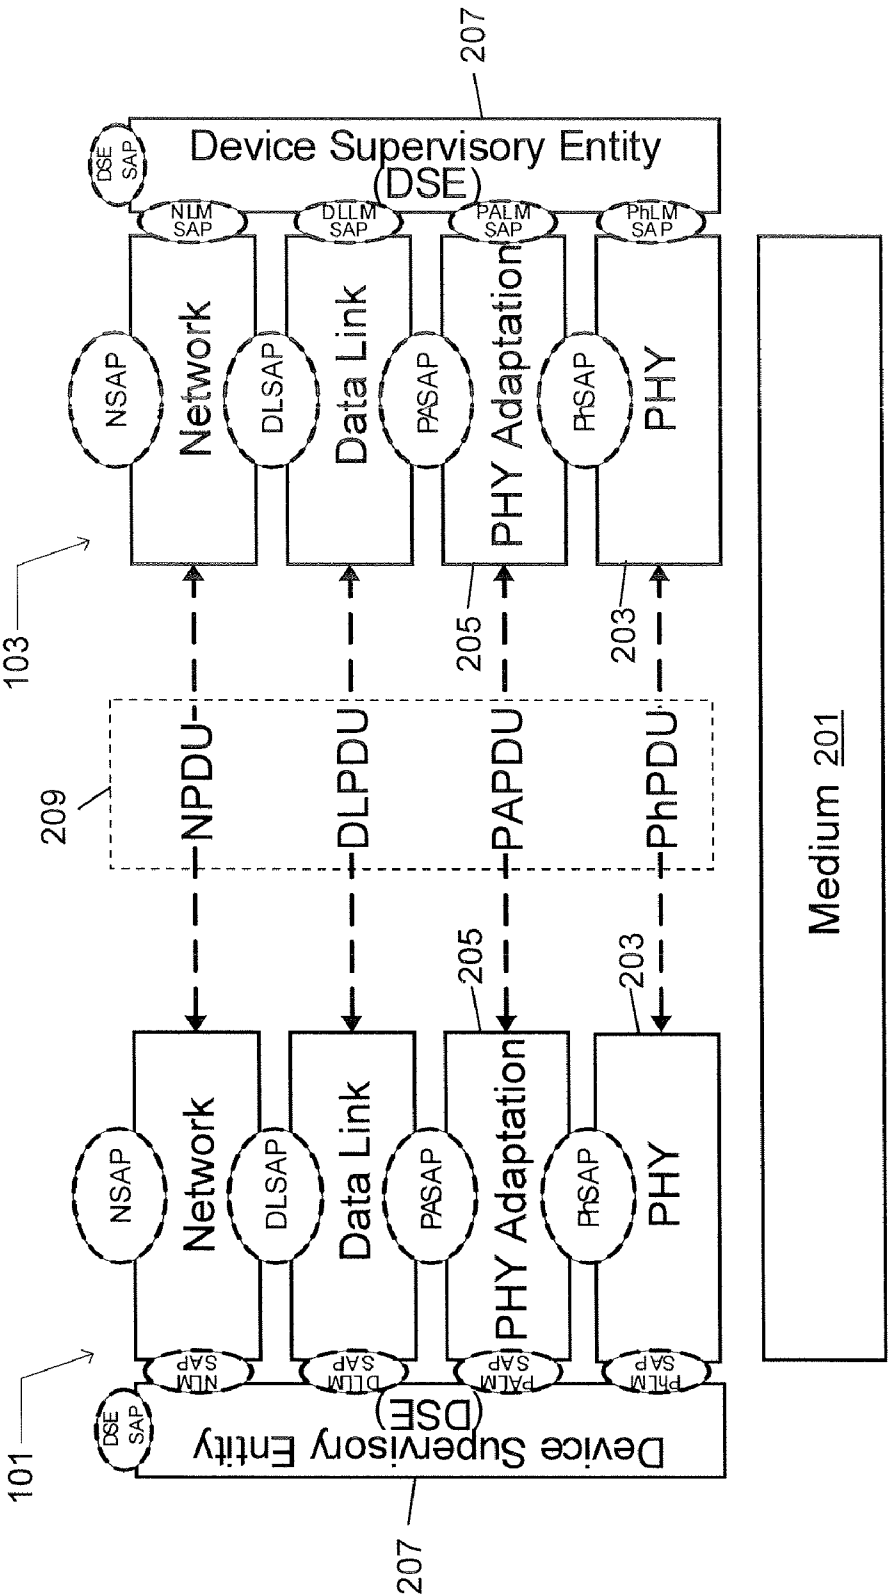 101
103
207
DSE
SAP
Device Supervisory Entity
(DSE)
NLM
SAP
DLLM
SAP
PALM
SAP
PhLM
SAP
NSAP
Network
DLSAP
Data Link
PASAP
PHY Adaptation
PhSAP
PHY
205
203
209
NPDU
DLPDU
PAPDU
PhPDU
205
203
NSAP
Network
DLSAP
Data Link
PASAP
PHY Adaptation
PhSAP
PHY
NLM
SAP
DLLM
SAP
PALM
SAP
PhLM
SAP
DSE
SAP
Device Supervisory Entity
(DSE)
207
Medium 201